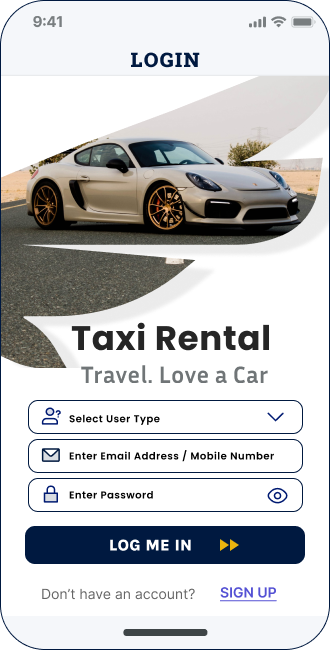 9:41
LOGIN
Taxi Rental
Travel. Love a Car
Select User Type
Enter Email Address / Mobile Number
Enter Password
LOG ME IN
Don't have an account? SIGN UP